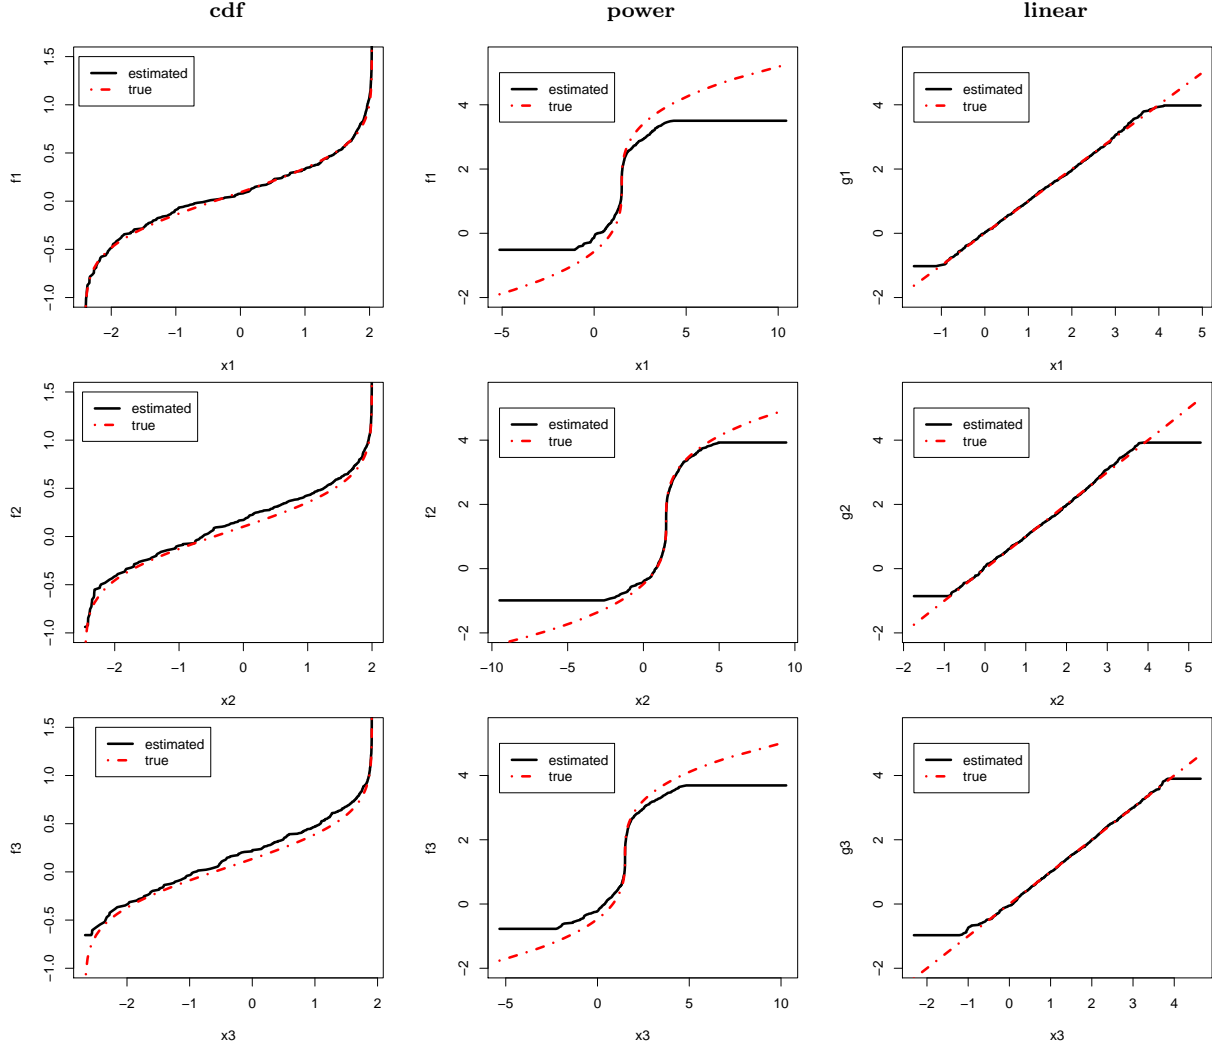 cdf power linear
f1
1.5
1.0
0.5
0.0
−0.5
−1.0
estimated
true
−2 −1 0 1 2
x1
f1
4
2
0
−2
estimated
true
−5 0 5 10
x1
g1
4
2
0
−2
estimated
true
−1 0 1 2 3 4 5
x1
f2
1.5
1.0
0.5
0.0
−0.5
−1.0
estimated
true
−2 −1 0 1 2
x2
f2
4
2
0
−2
estimated
true
−10 −5 0 5 10
x2
g2
4
2
0
−2
estimated
true
−2 −1 0 1 2 3 4 5
x2
f3
1.5
1.0
0.5
0.0
−0.5
−1.0
estimated
true
−2 −1 0 1 2
x3
f3
4
2
0
−2
estimated
true
−5 0 5 10
x3
g3
4
2
0
−2
estimated
true
−2 −1 0 1 2 3 4
x3